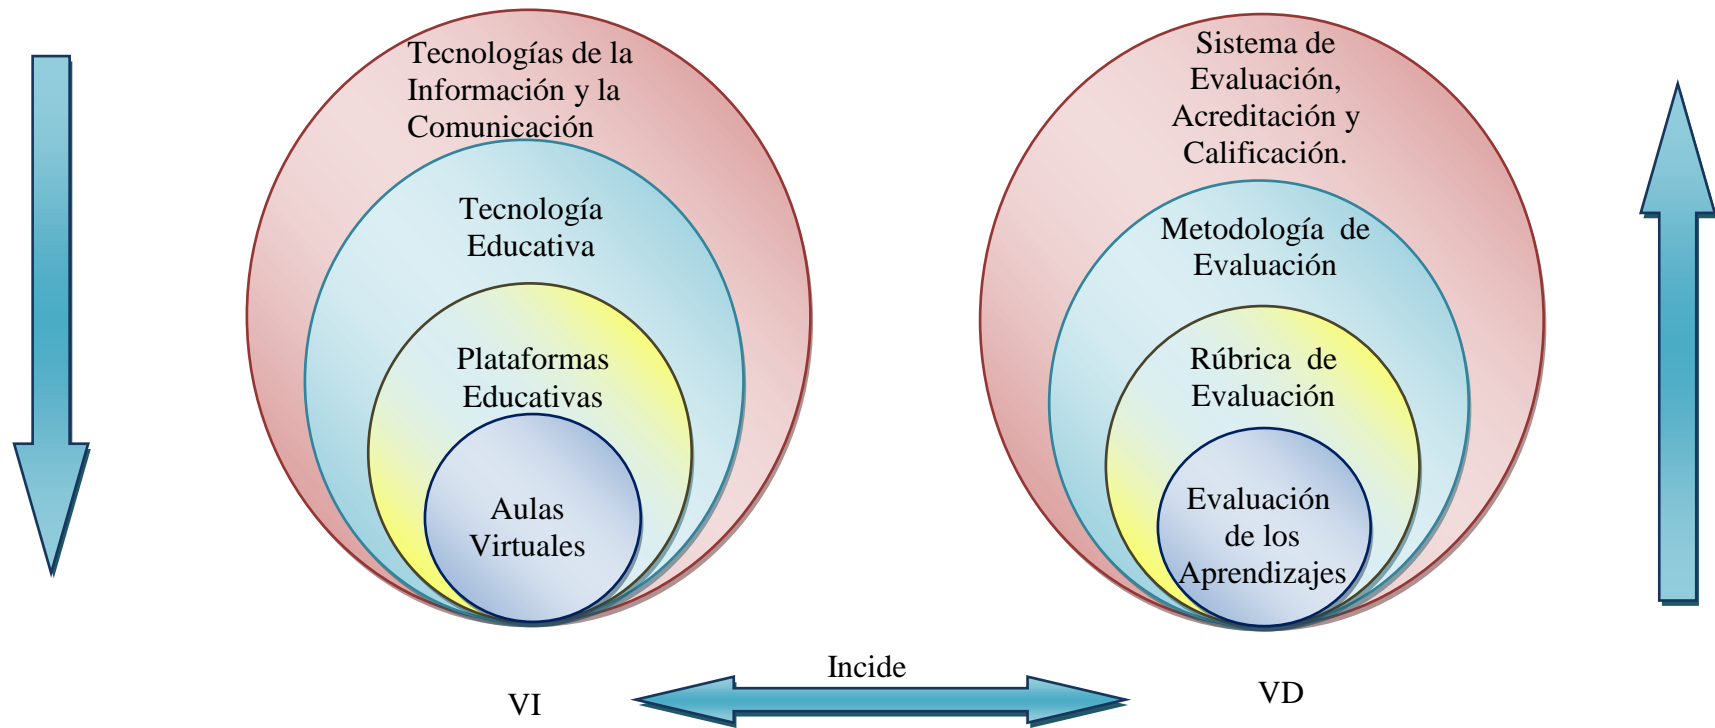 Tecnologías de la
Información y la
Comunicación
Tecnología
Educativa
Plataformas
Educativas
Aulas
Virtuales
Sistema de
Evaluación,
Acreditación y
Calificación.
Metodología de
Evaluación
Rúbrica de
Evaluación
Evaluación
de los
Aprendizajes
Incide
VI
VD